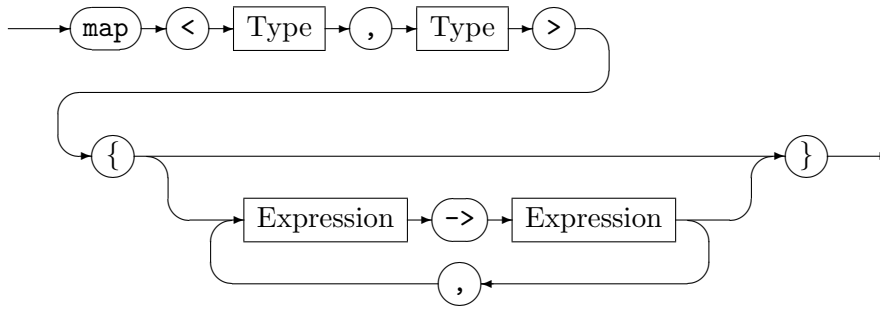 map < Type , Type >
{ }
Expression -> Expression
,